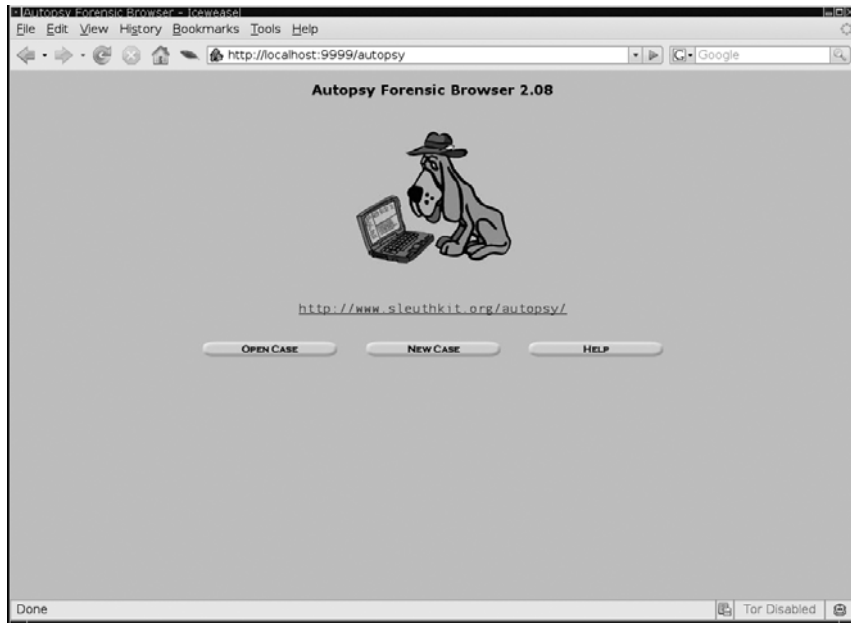 Autopsy Forensic Browser - Iceweasel
File Edit View History Bookmarks Tools Help
http://localhost:9999/autopsy
G Google
Autopsy Forensic Browser 2.08
http://www.sleuthkit.org/autopsy/
OPEN CASE NEW CASE HELP
Done Tor Disabled